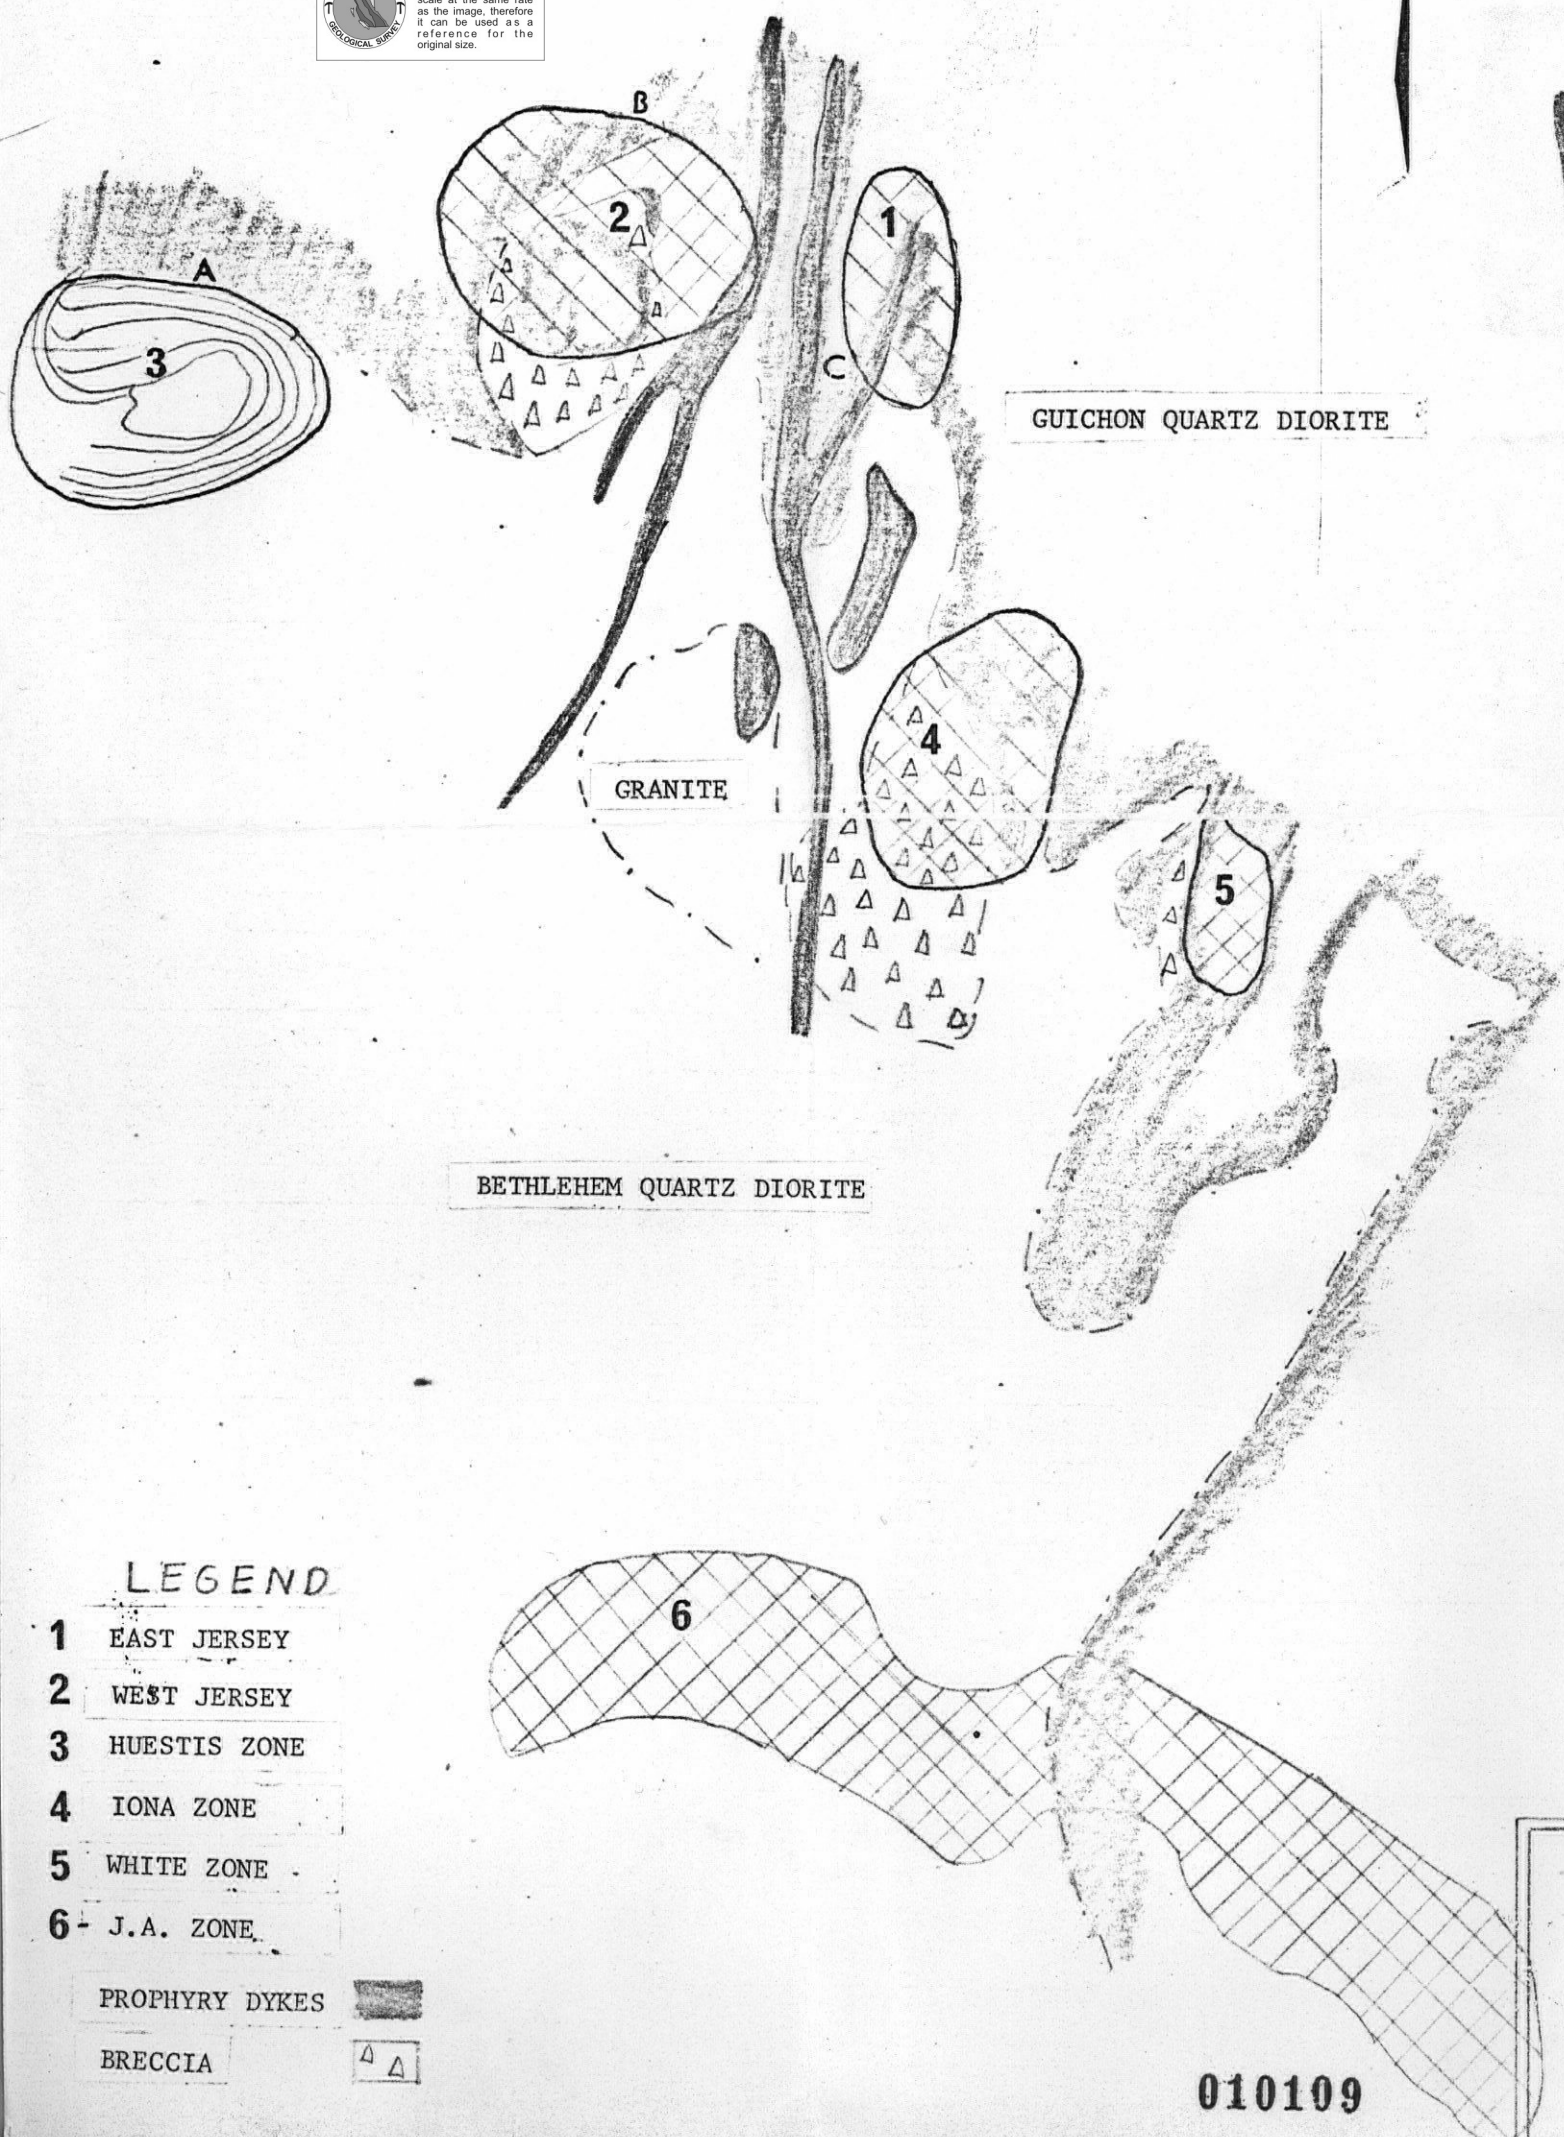 scale at the same rate
as the image, therefore
it can be used as a
reference for the
original size.
GEOLOGICAL SURVEY
B
2
1
A
3
C
GUICHON QUARTZ DIORITE
4
GRANITE
5
BETHLEHEM QUARTZ DIORITE
6
LEGEND
1 EAST JERSEY
2 WEST JERSEY
3 HUESTIS ZONE
4 IONA ZONE
5 WHITE ZONE
6 - J.A. ZONE
PROPHYRY DYKES
BRECCIA
010109